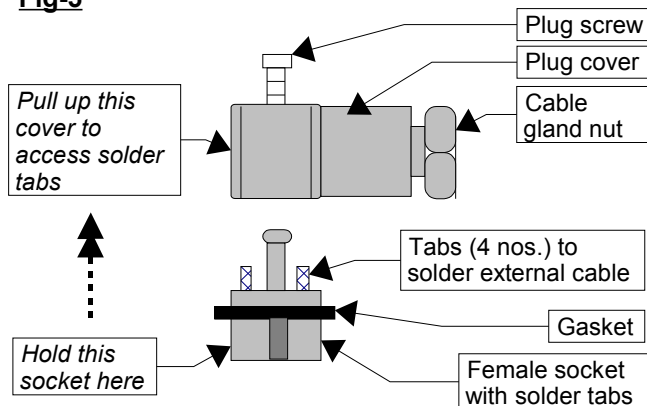 Fig-3
Plug screw
Plug cover
Cable
gland nut
Pull up this
cover to
access solder
tabs
Tabs (4 nos.) to
solder external cable
Gasket
Hold this
socket here
Female socket
with solder tabs